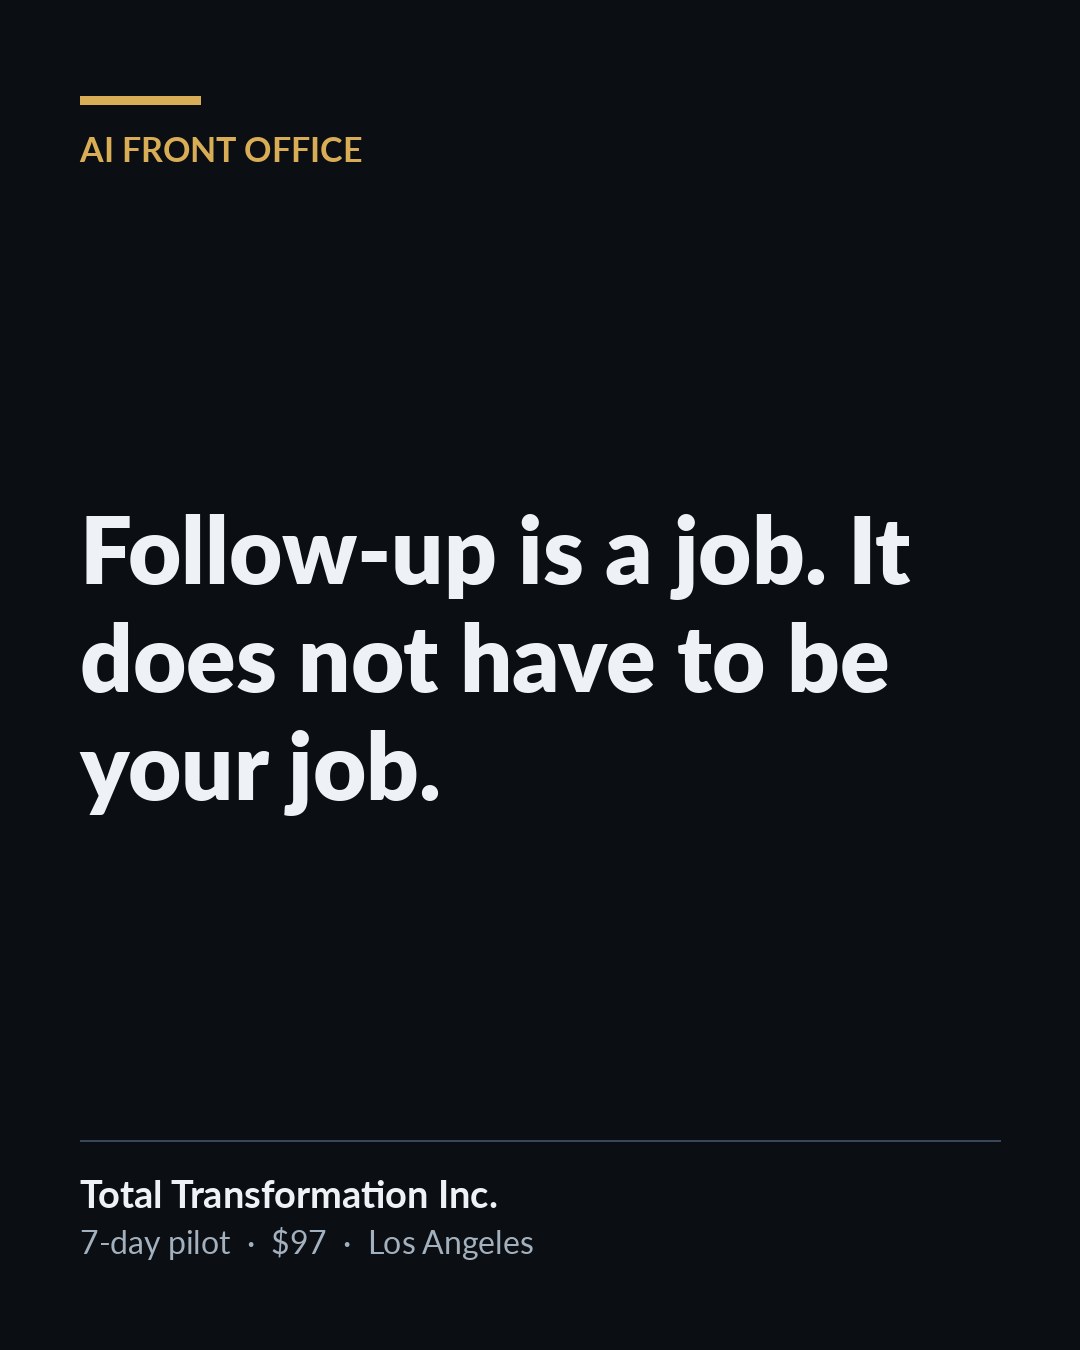 AI FRONT OFFICE
Follow-up is a job. It
does not have to be
your job.
Total Transformation Inc.
7-day pilot · $97 · Los Angeles